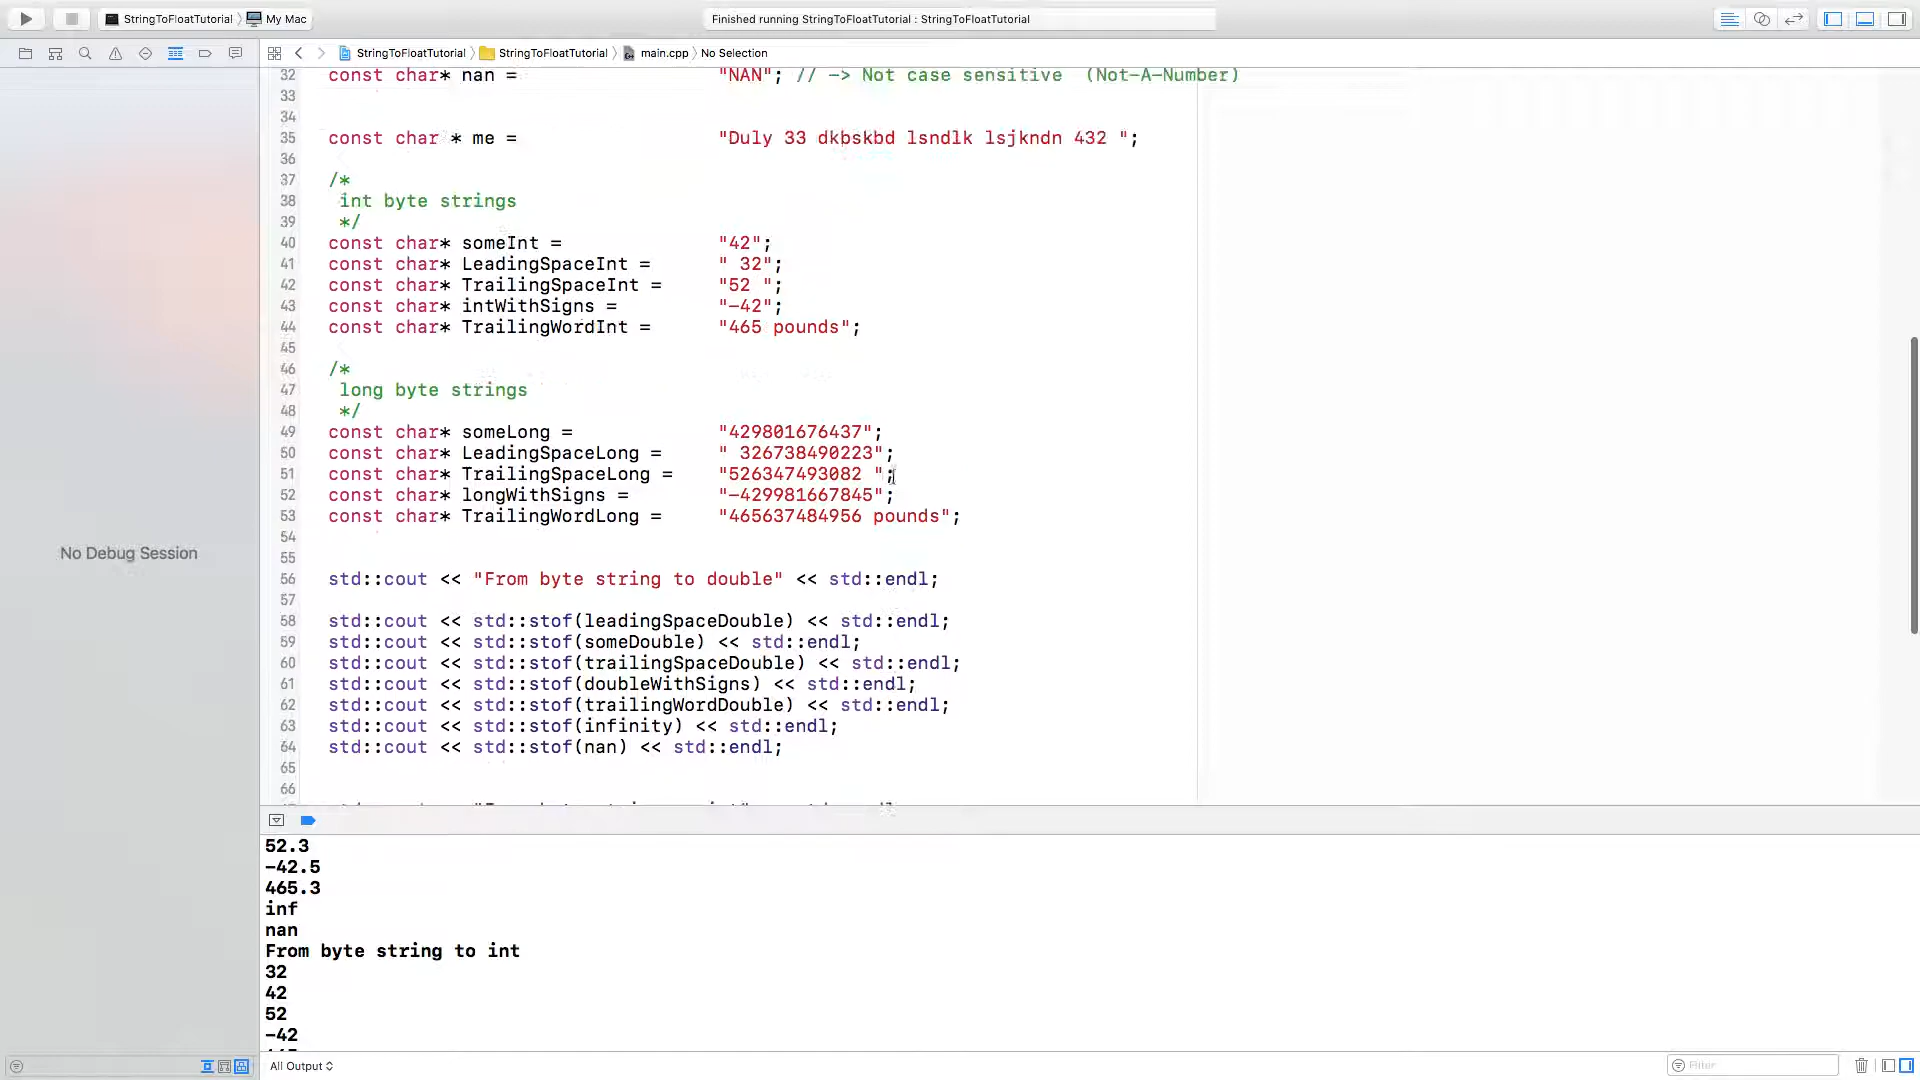 StringToFloatTutorial My Mac
Finished running StringToFloatTutorial : StringToFloatTutorial
StringToFloatTutorial StringToFloatTutorial main.cpp No Selection
32 const char* nan = "NAN"; // -> Not case sensitive (Not-A-Number)
33
34
35 const char * me = "Duly 33 dkbskbd lsndlk lsjkndn 432 ";
36
37 /*
38 int byte strings
39 */
40 const char* someInt = "42";
41 const char* LeadingSpaceInt = " 32";
42 const char* TrailingSpaceInt = "52 ";
43 const char* intWithSigns = "-42";
44 const char* TrailingWordInt = "465 pounds";
45
46 /*
47 long byte strings
48 */
49 const char* someLong = "429801676437";
50 const char* LeadingSpaceLong = " 326738490223";
51 const char* TrailingSpaceLong = "526347493082 ";
52 const char* longWithSigns = "-429981667845";
53 const char* TrailingWordLong = "465637484956 pounds";
54
55
56 std::cout << "From byte string to double" << std::endl;
57
58 std::cout << std::stof(leadingSpaceDouble) << std::endl;
59 std::cout << std::stof(someDouble) << std::endl;
60 std::cout << std::stof(trailingSpaceDouble) << std::endl;
61 std::cout << std::stof(doubleWithSigns) << std::endl;
62 std::cout << std::stof(trailingWordDouble) << std::endl;
63 std::cout << std::stof(infinity) << std::endl;
64 std::cout << std::stof(nan) << std::endl;
65
66
No Debug Session
52.3
-42.5
465.3
inf
nan
From byte string to int
32
42
52
-42
All Output
Filter